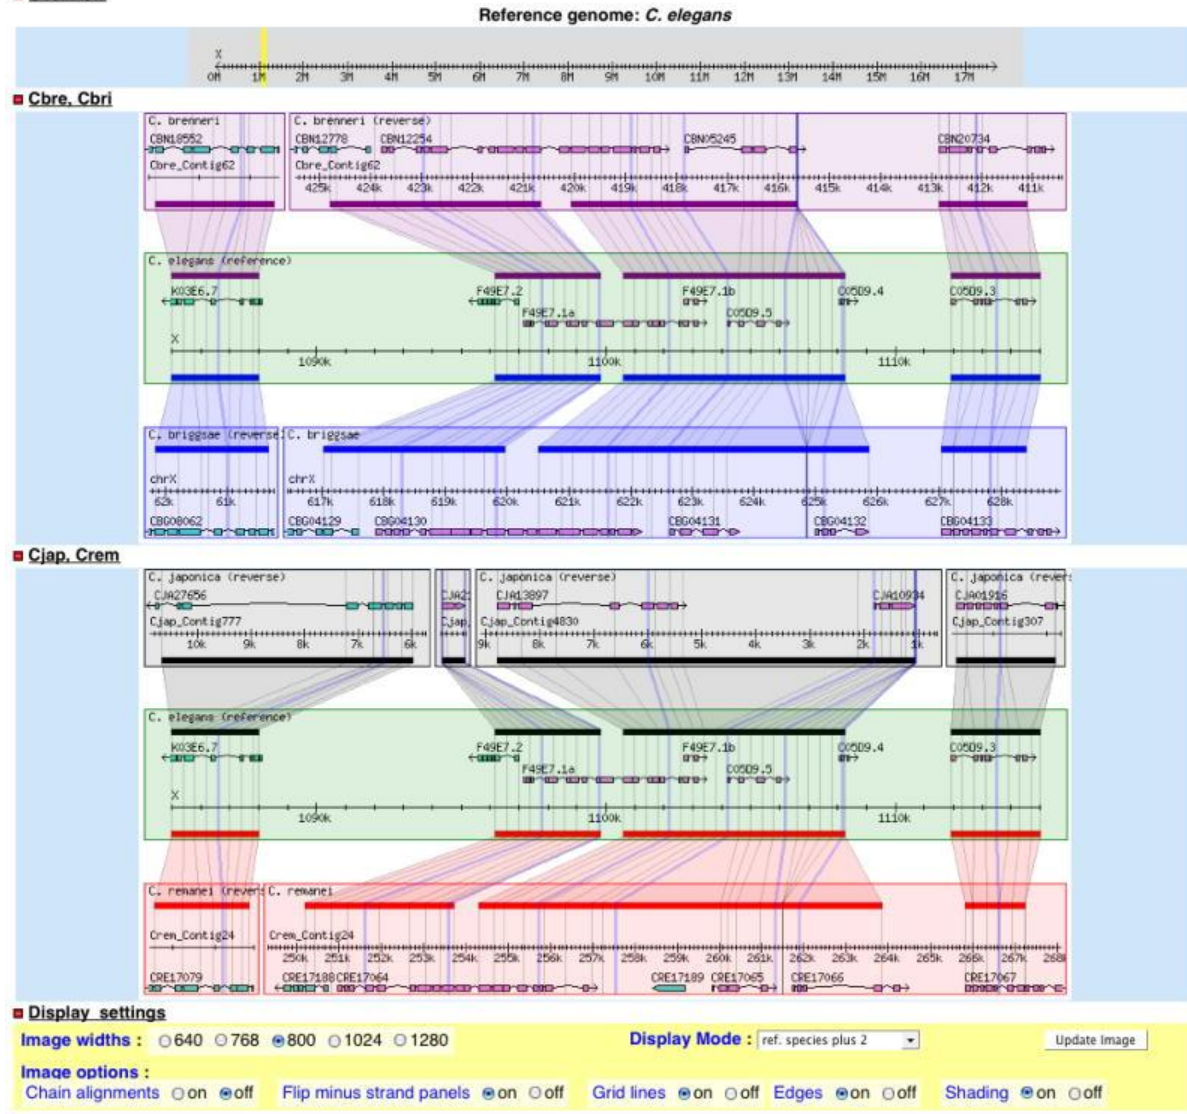 Reference genome: C. elegans
X
0M 1M 2M 3M 4M 5M 6M 7M 8M 9M 10M 11M 12M 13M 14M 15M 16M 17M
Cbre, Cbri
C. brenneri C. brenneri (reverse)
CBN18552 CBN12778 CBN12254 CBN05245 CBN20734
Cbre_Contig62 Cbre_Contig62
425k 424k 423k 422k 421k 420k 419k 418k 417k 416k 415k 414k 413k 412k 411k
C. elegans (reference)
K03E6.7 F49E7.2 F49E7.1b C05D9.4 C05D9.3
F49E7.1a C05D9.5
X
1090k 1100k 1110k
C. briggsae (reverse) C. briggsae
chrX chrX
62k 61k 617k 618k 619k 620k 621k 622k 623k 624k 625k 626k 627k 628k
CBG08062 CBG04129 CBG04130 CBG04131 CBG04132 CBG04133
Cjap, Crem
C. japonica (reverse) C. japonica (reverse) C. japonica (rever
CJA27656 CJA2 CJA13897 CJA10934 CJA01916
Cjap_Contig777 Cjap_ Cjap_Contig4830 Cjap_Contig307
10k 9k 8k 7k 6k 9k 8k 7k 6k 5k 4k 3k 2k 1k
C. elegans (reference)
K03E6.7 F49E7.2 F49E7.1b C05D9.4 C05D9.3
F49E7.1a C05D9.5
X
1090k 1100k 1110k
C. remanei (rever C. remanei
Crem_Contig24 Crem_Contig24
250k 251k 252k 253k 254k 255k 256k 257k 258k 259k 260k 261k 262k 263k 264k 265k 266k 267k 268k
CRE17079 CRE17188 CRE17064 CRE17189 CRE17065 CRE17066 CRE17067
Display settings
Image widths : 640 768 800 1024 1280 Display Mode : ref. species plus 2 Update Image
Image options :
Chain alignments on off Flip minus strand panels on off Grid lines on off Edges on off Shading on off